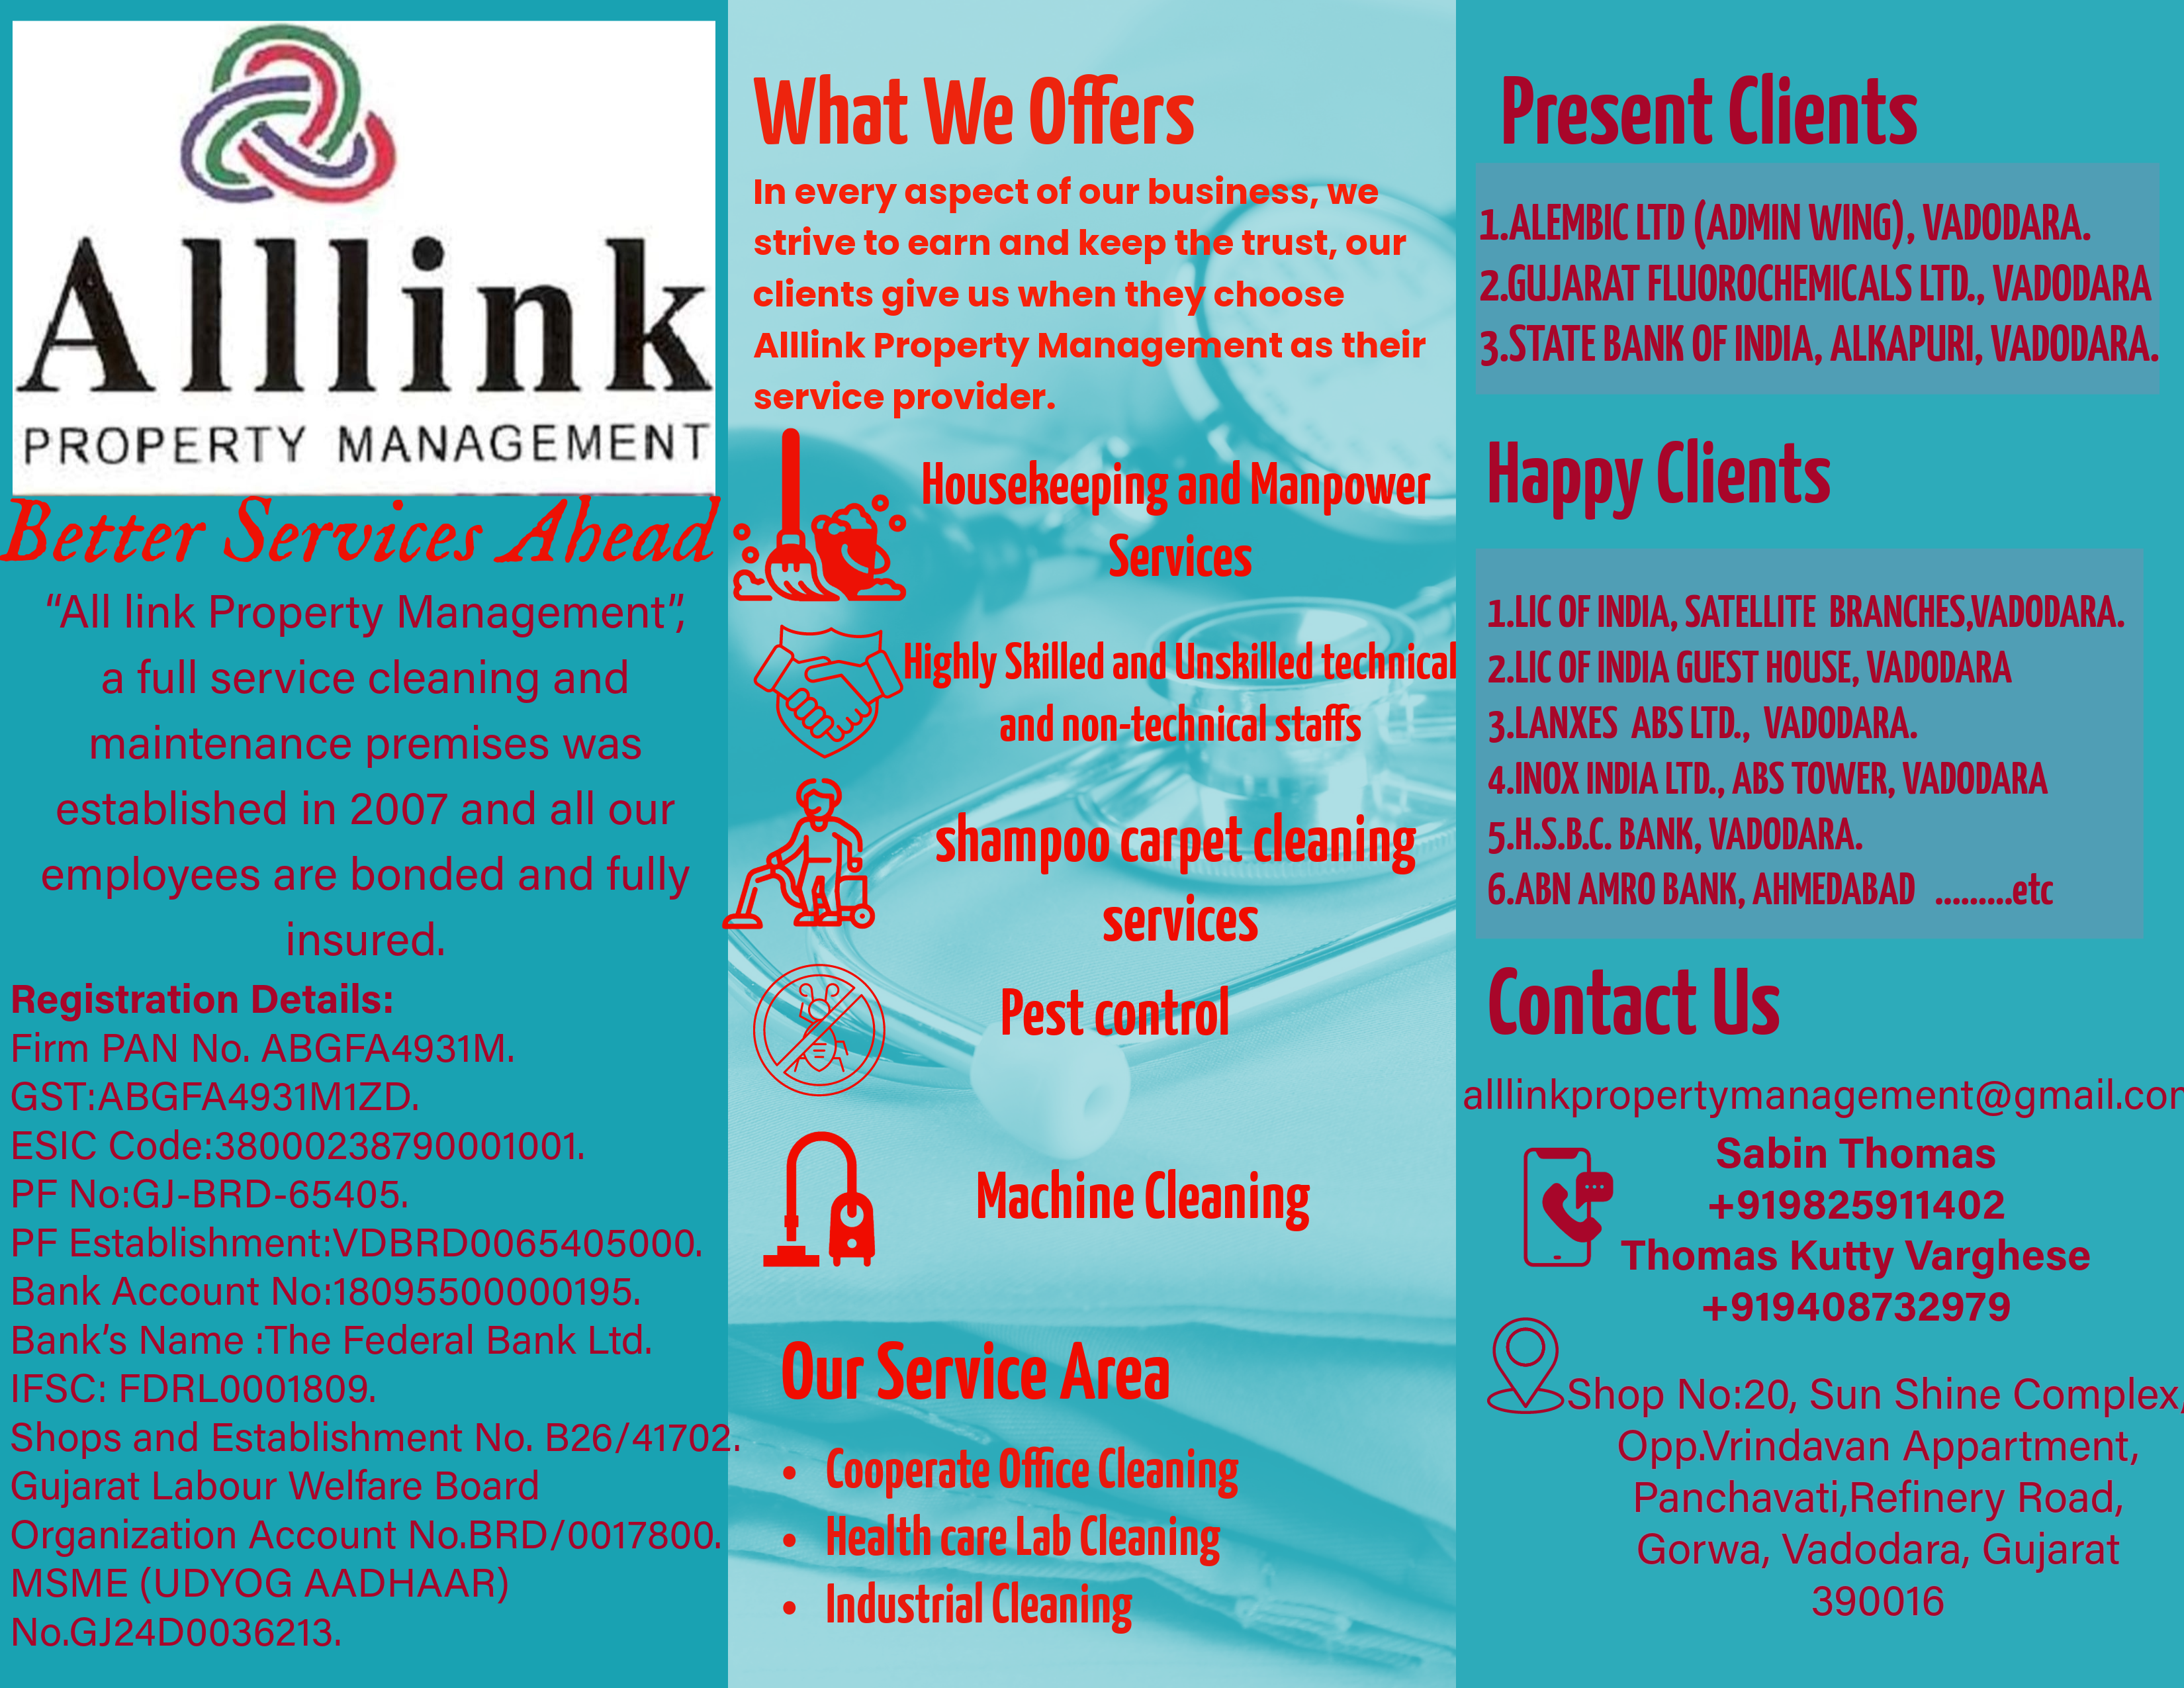 Alllink
PROPERTY MANAGEMENT
Better Services Ahead
“All link Property Management”,
a full service cleaning and
maintenance premises was
established in 2007 and all our
employees are bonded and fully
insured.
Registration Details:
Firm PAN No. ABGFA4931M.
GST:ABGFA4931M1ZD.
ESIC Code:38000238790001001.
PF No:GJ-BRD-65405.
PF Establishment:VDBRD0065405000.
Bank Account No:18095500000195.
Bank’s Name :The Federal Bank Ltd.
IFSC: FDRL0001809.
Shops and Establishment No. B26/41702.
Gujarat Labour Welfare Board
Organization Account No.BRD/0017800.
MSME (UDYOG AADHAAR)
No.GJ24D0036213.
What We Offers
In every aspect of our business, we
strive to earn and keep the trust, our
clients give us when they choose
Alllink Property Management as their
service provider.
Housekeeping and Manpower
Services
Highly Skilled and Unskilled technical
and non-technical staffs
shampoo carpet cleaning
services
Pest control
Machine Cleaning
Our Service Area
• Cooperate Office Cleaning
• Health care Lab Cleaning
• Industrial Cleaning
Present Clients
1.ALEMBIC LTD (ADMIN WING), VADODARA.
2.GUJARAT FLUOROCHEMICALS LTD., VADODARA
3.STATE BANK OF INDIA, ALKAPURI, VADODARA.
Happy Clients
1.LIC OF INDIA, SATELLITE BRANCHES,VADODARA.
2.LIC OF INDIA GUEST HOUSE, VADODARA
3.LANXES ABS LTD., VADODARA.
4.INOX INDIA LTD., ABS TOWER, VADODARA
5.H.S.B.C. BANK, VADODARA.
6.ABN AMRO BANK, AHMEDABAD .........etc
Contact Us
alllinkpropertymanagement@gmail.com
Sabin Thomas
+919825911402
Thomas Kutty Varghese
+919408732979
Shop No:20, Sun Shine Complex,
Opp.Vrindavan Appartment,
Panchavati,Refinery Road,
Gorwa, Vadodara, Gujarat
390016